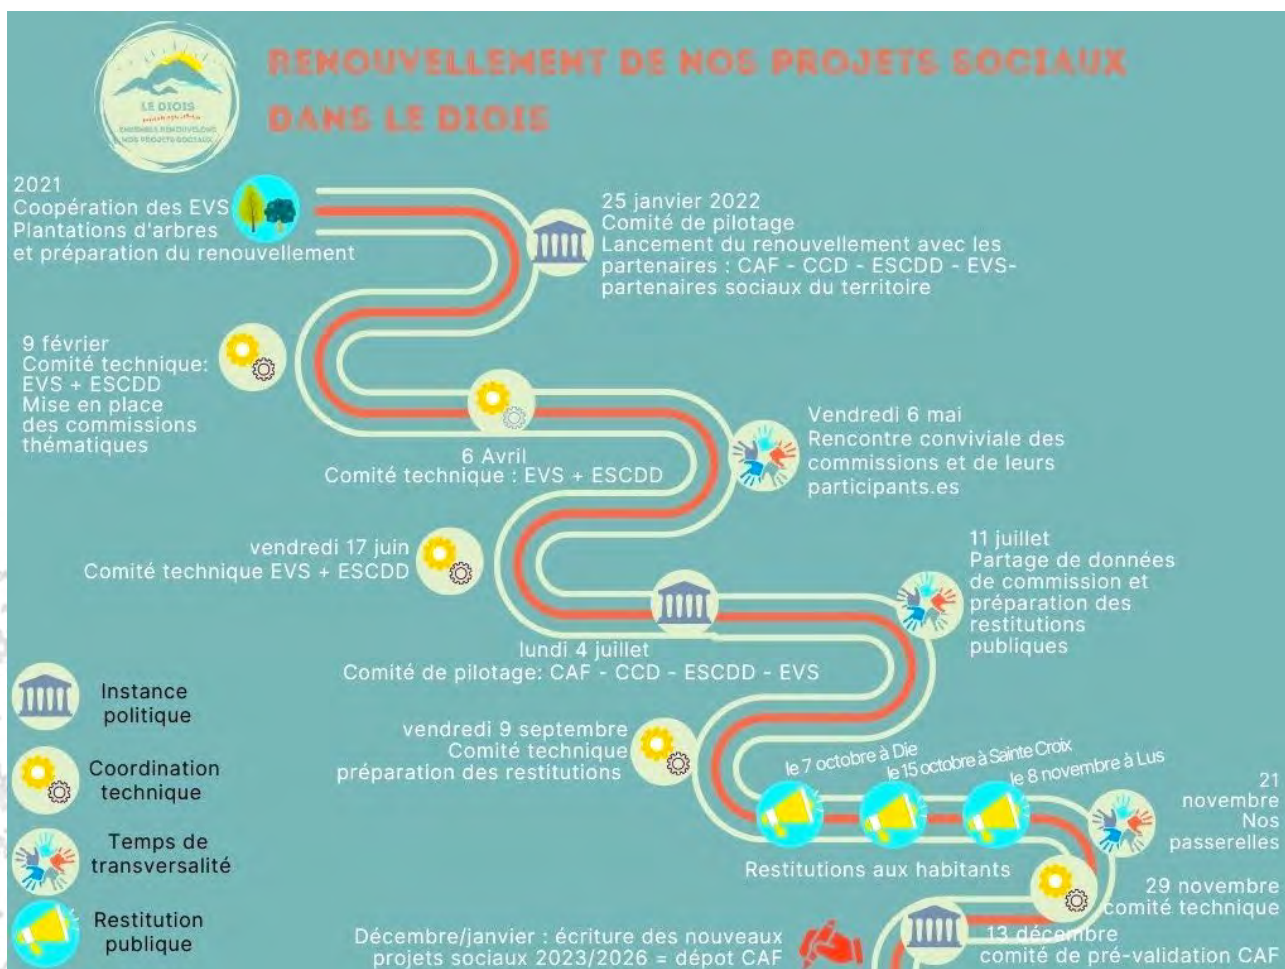 RENOUVELLEMENT DE NOS PROJETS SOCIAUX
DANS LE DIOIS
LE DIOIS
ENSEMBLE RENOUVELONS
NOS PROJETS SOCIAUX
2021
Coopération des EVS
Plantations d'arbres
et préparation du renouvellement
25 janvier 2022
Comité de pilotage
Lancement du renouvellement avec les
partenaires : CAF - CCD - ESCDD - EVS-
partenaires sociaux du territoire
9 février
Comité technique:
EVS + ESCDD
Mise en place
des commissions
thématiques
6 Avril
Comité technique : EVS + ESCDD
Vendredi 6 mai
Rencontre conviviale des
commissions et de leurs
participants.es
vendredi 17 juin
Comité technique EVS + ESCDD
11 juillet
Partage de données
de commission et
préparation des
restitutions
publiques
lundi 4 juillet
Comité de pilotage: CAF - CCD - ESCDD - EVS
vendredi 9 septembre
Comité technique
préparation des restitutions
le 7 octobre à Die
le 15 octobre à Sainte Croix
le 8 novembre à Lus
Restitutions aux habitants
21
novembre
Nos
passerelles
29 novembre
comité technique
13 décembre
comité de pré-validation CAF
Décembre/janvier : écriture des nouveaux
projets sociaux 2023/2026 = dépot CAF
Instance
politique
Coordination
technique
Temps de
transversalité
Restitution
publique